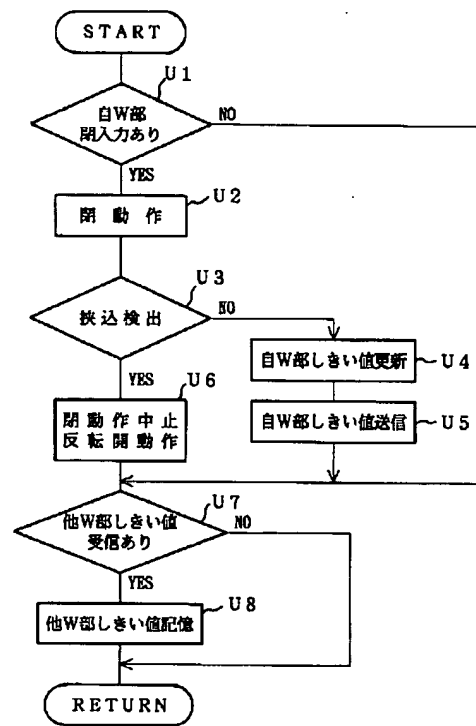 START
U1
自W部
閉入力あり
NO
YES
U2
閉動作
U3
挟込検出
NO
YES
U4
自W部しきい値更新
U5
自W部しきい値送信
U6
閉動作中止
反転開動作
U7
他W部しきい値
受信あり
NO
YES
U8
他W部しきい値記憶
RETURN